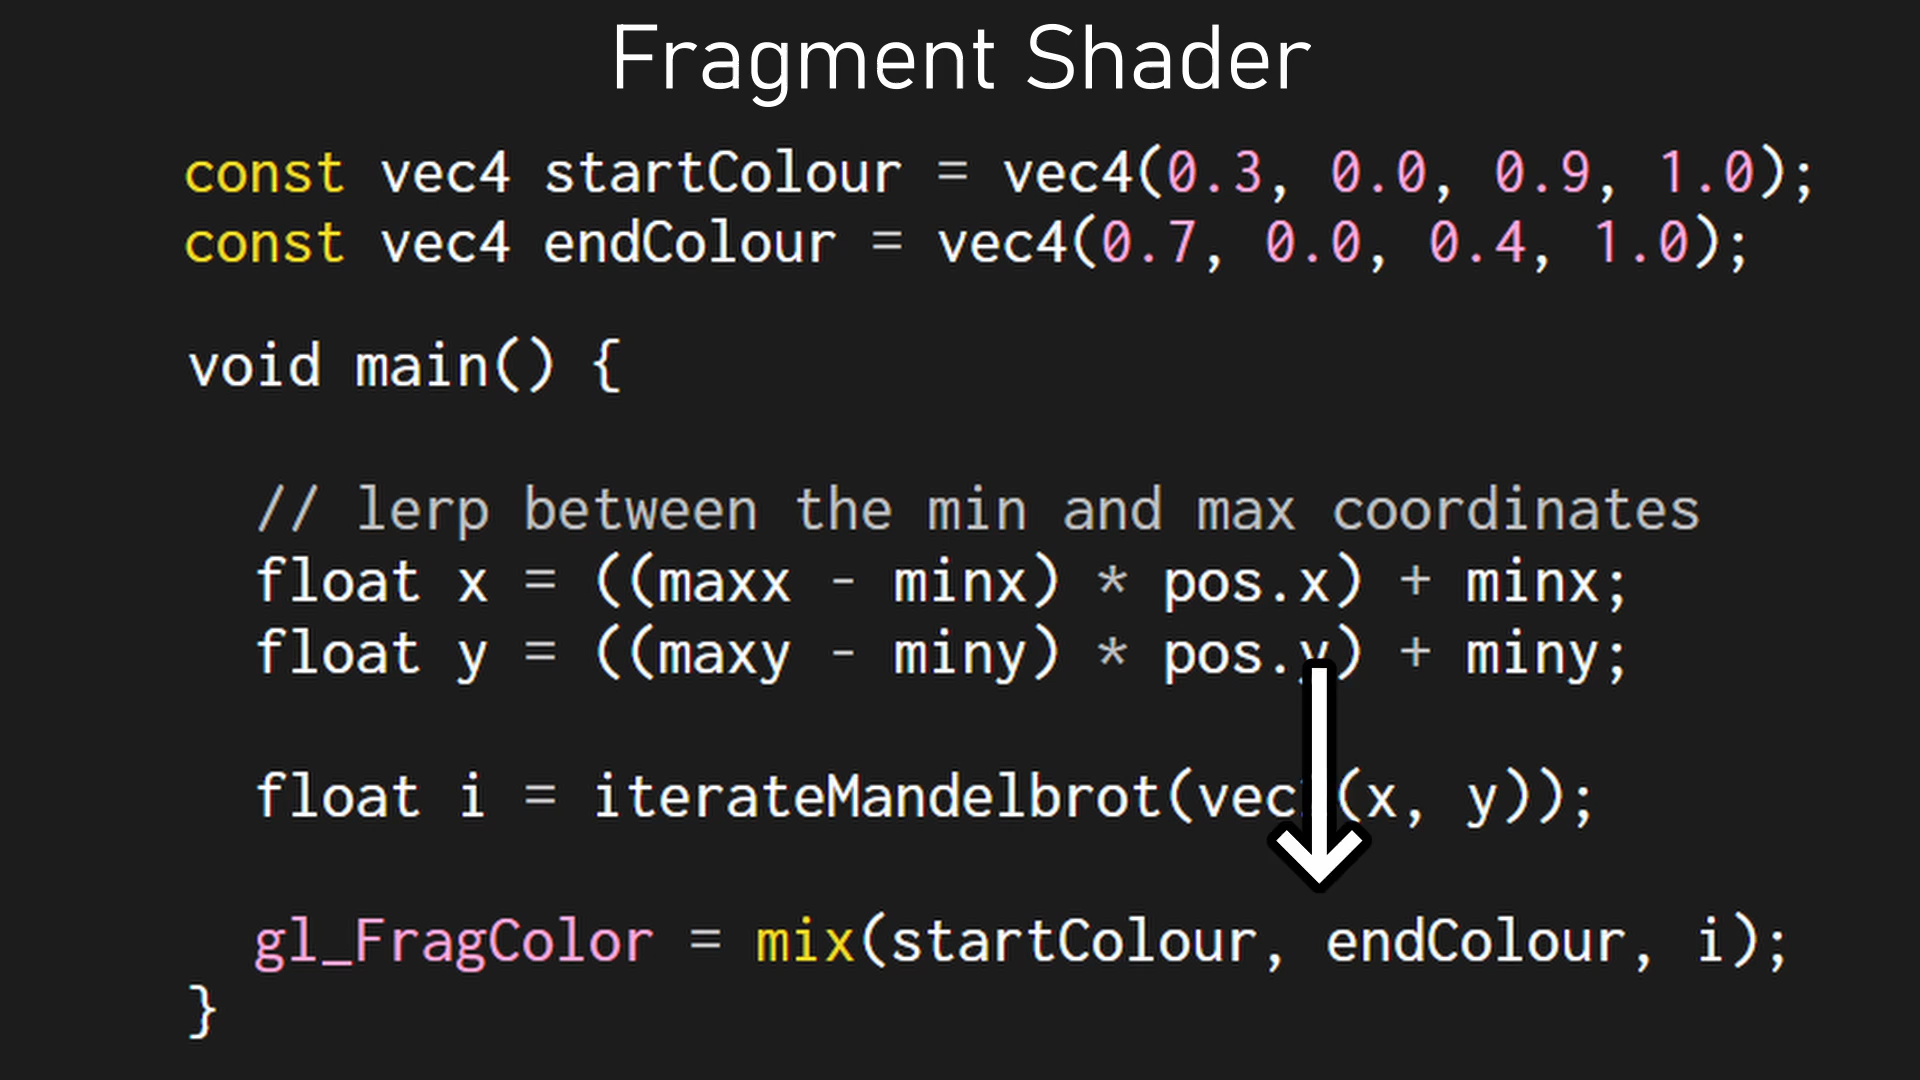 Fragment Shader
const vec4 startColour = vec4(0.3, 0.0, 0.9, 1.0);
const vec4 endColour = vec4(0.7, 0.0, 0.4, 1.0);
void main() {
// lerp between the min and max coordinates
float x = ((maxx - minx) * pos.x) + minx;
float y = ((maxy - miny) * pos.y) + miny;
float i = iterateMandelbrot(vec (x, y));
gl_FragColor = mix(startColour, endColour, i);
}